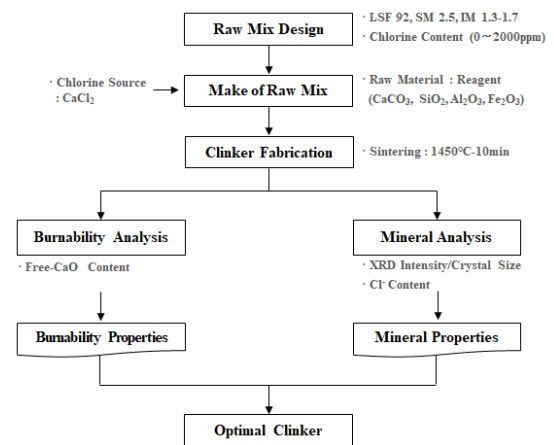 Raw Mix Design
· LSF 92, SM 2.5, IM 1.3-1.7
· Chlorine Content (0～2000ppm)
· Chlorine Source
: CaCl₂
Make of Raw Mix
· Raw Material : Reagent
(CaCO₃, SiO₂, Al₂O₃, Fe₂O₃)
Clinker Fabrication
· Sintering : 1450℃-10min
Burnability Analysis
· Free-CaO Content
Mineral Analysis
· XRD Intensity/Crystal Size
· Cl⁻ Content
Burnability Properties
Mineral Properties
Optimal Clinker